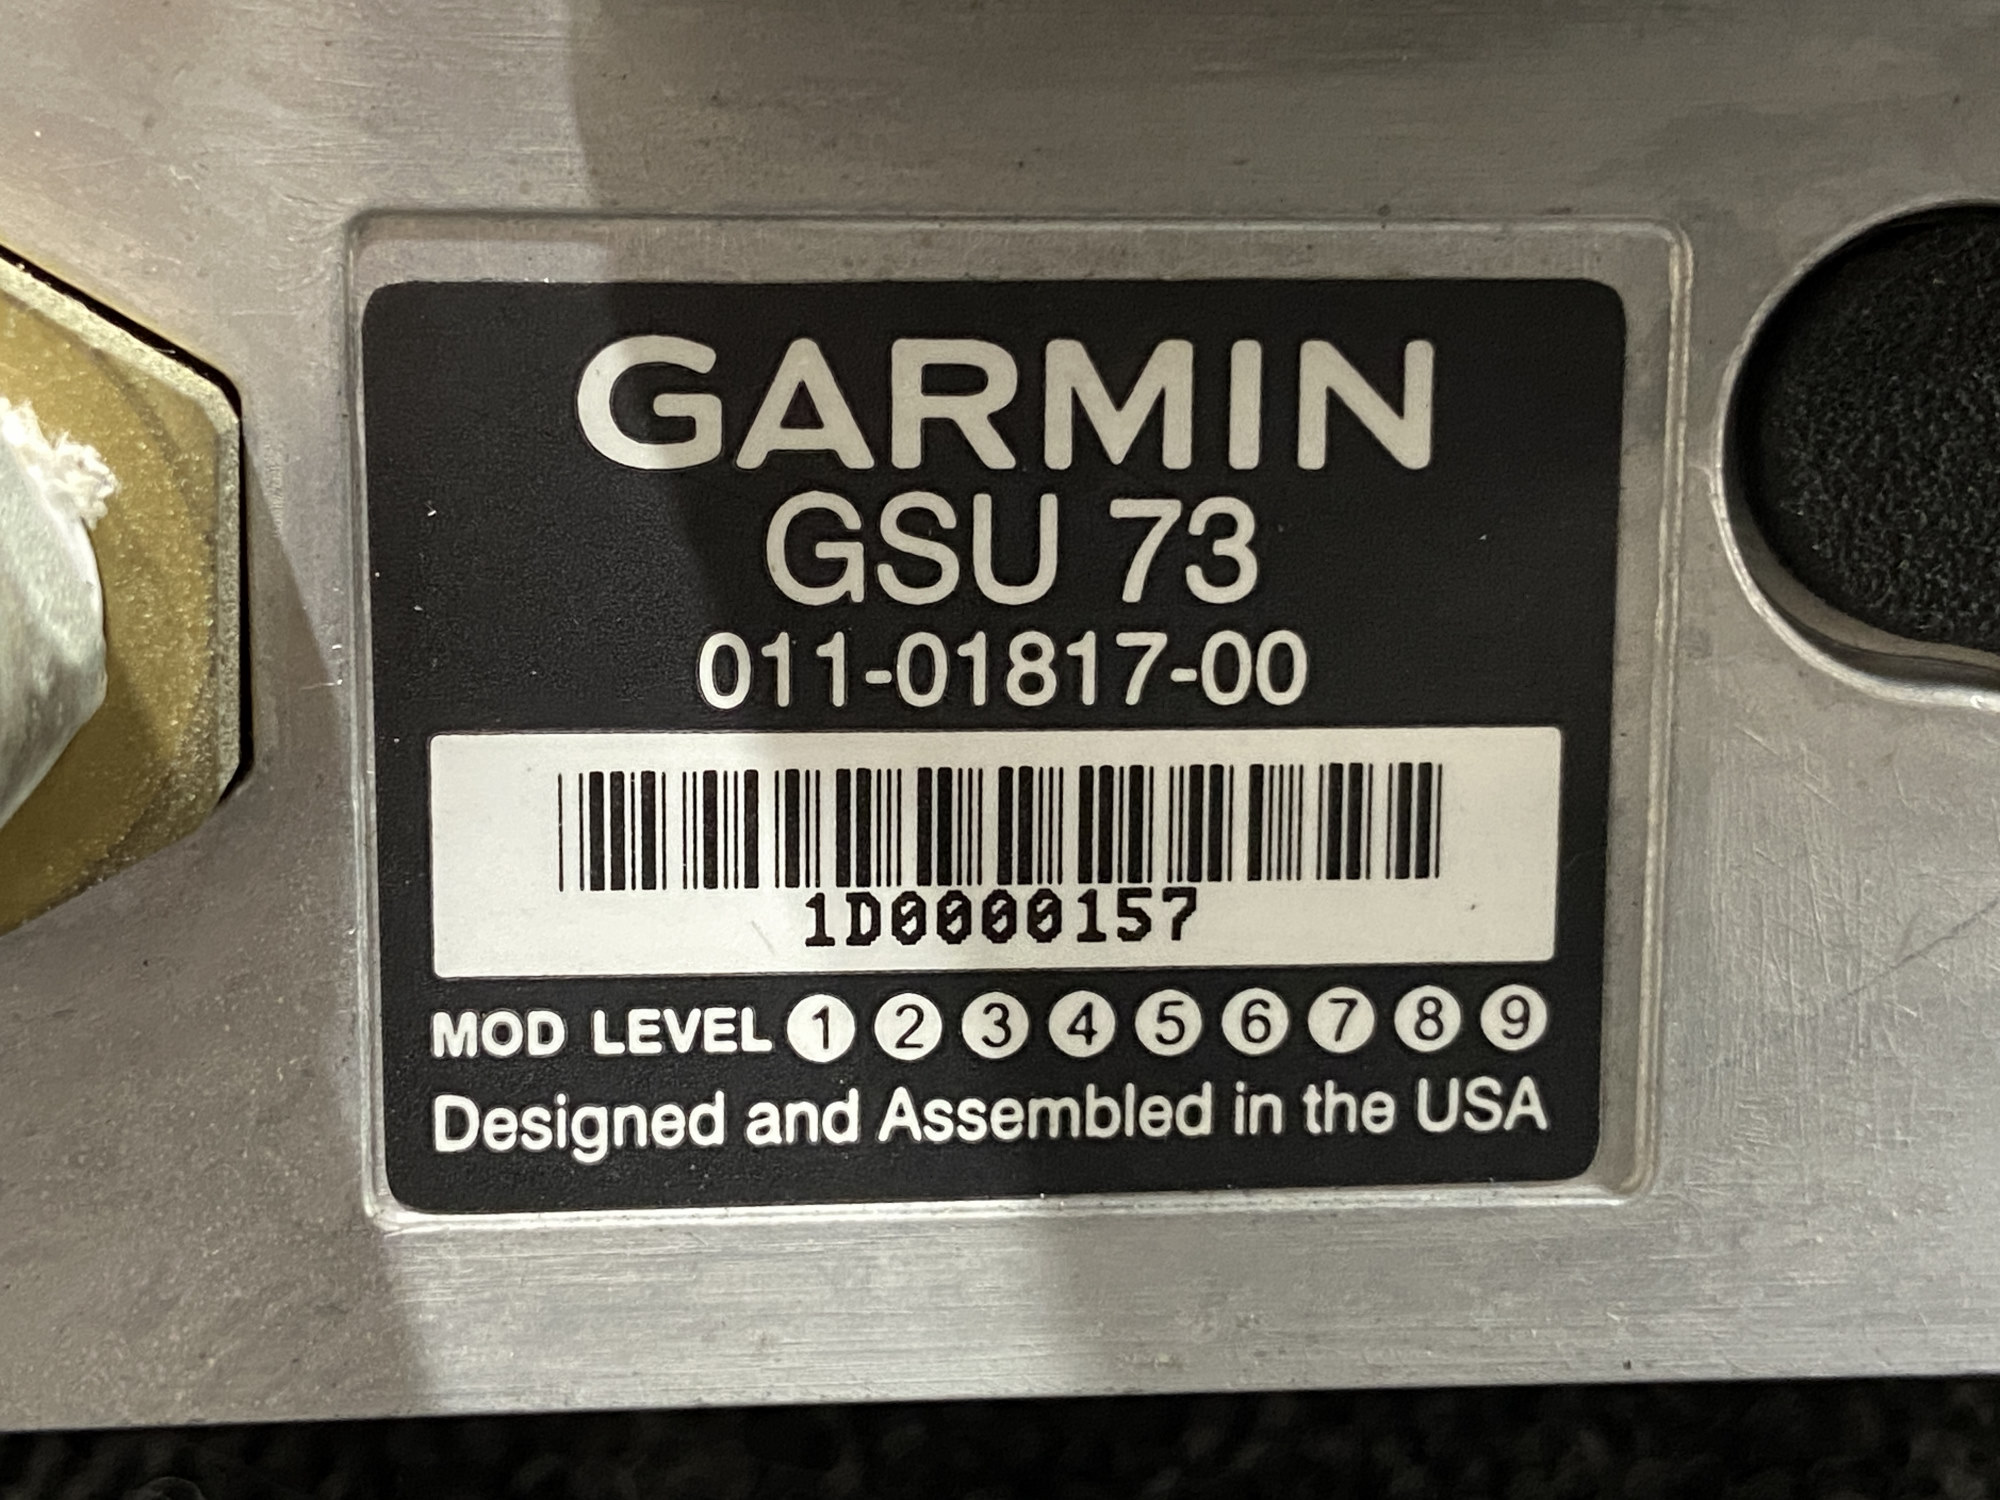 GARMIN
GSU 73
011-01817-00
1D0000157
MOD LEVEL 1 2 3 4 5 6 7 8 9
Designed and Assembled in the USA